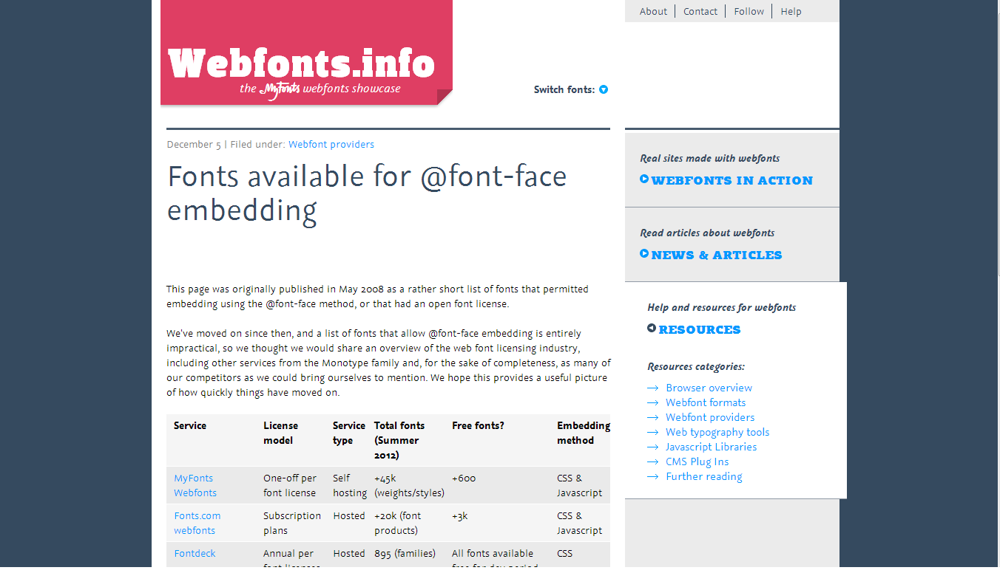 About Contact Follow Help
Webfonts.info
the MyFonts webfonts showcase
Switch fonts:
December 5 | Filed under: Webfont providers
Fonts available for @font-face
embedding
This page was originally published in May 2008 as a rather short list of fonts that permitted
embedding using the @font-face method, or that had an open font license.
We've moved on since then, and a list of fonts that allow @font-face embedding is entirely
impractical, so we thought we would share an overview of the web font licensing industry,
including other services from the Monotype family and, for the sake of completeness, as many of
our competitors as we could bring ourselves to mention. We hope this provides a useful picture
of how quickly things have moved on.
Service License Service Total fonts Free fonts? Embedding
model type (Summer method
2012)
MyFonts One-off per Self +45k +600 CSS &
Webfonts font license hosting (weights/styles) Javascript
Fonts.com Subscription Hosted +20k (font +3k CSS &
webfonts plans products) Javascript
Fontdeck Annual per Hosted 895 (families) All fonts available CSS
font licenses free for dev period
Real sites made with webfonts
WEBFONTS IN ACTION
Read articles about webfonts
NEWS & ARTICLES
Help and resources for webfonts
RESOURCES
Resources categories:
Browser overview
Webfont formats
Webfont providers
Web typography tools
Javascript Libraries
CMS Plug Ins
Further reading